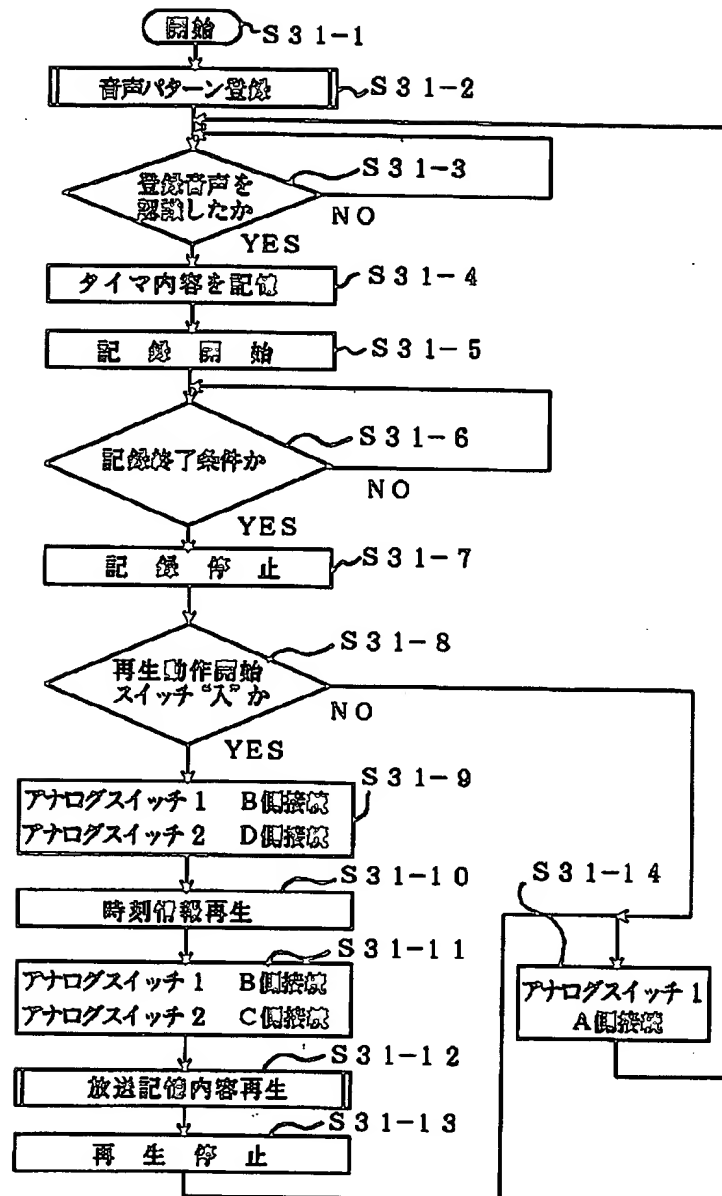 開始
S31-1
音声パターン登録
S31-2
S31-3
登録音声を
認識したか
NO
YES
タイマ内容を記憶
S31-4
記録開始
S31-5
S31-6
記録終了条件か
NO
YES
記録停止
S31-7
S31-8
再生動作開始
スイッチ“入”か
NO
YES
S31-9
アナログスイッチ1 B側接続
アナログスイッチ2 D側接続
S31-10
時刻情報再生
S31-11
アナログスイッチ1 B側接続
アナログスイッチ2 C側接続
S31-12
放送記憶内容再生
S31-13
再生停止
S31-14
アナログスイッチ1
A側接続